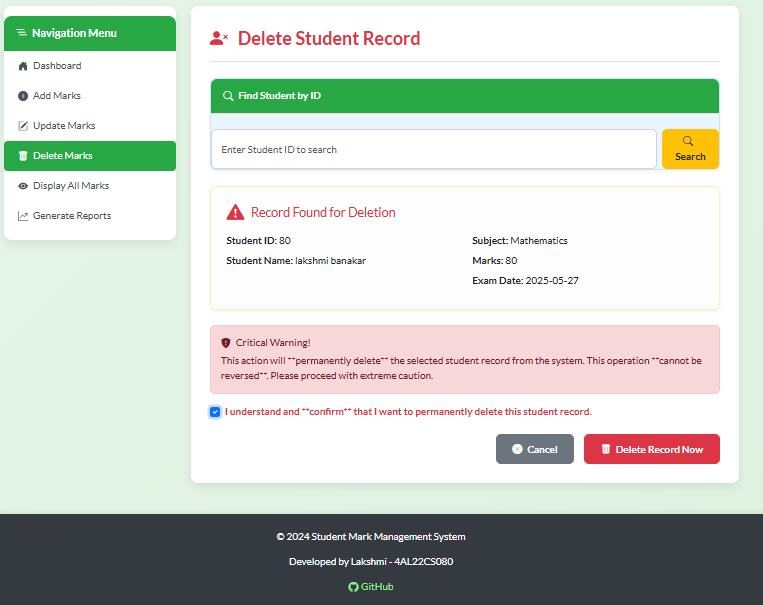 Navigation Menu
Dashboard
Add Marks
Update Marks
Delete Marks
Display All Marks
Generate Reports
Delete Student Record
Find Student by ID
Enter Student ID to search
Search
Record Found for Deletion
Student ID: 80
Student Name: lakshmi banakar
Subject: Mathematics
Marks: 80
Exam Date: 2025-05-27
Critical Warning!
This action will **permanently delete** the selected student record from the system. This operation **cannot be
reversed**. Please proceed with extreme caution.
I understand and **confirm** that I want to permanently delete this student record.
Cancel
Delete Record Now
© 2024 Student Mark Management System
Developed by Lakshmi - 4AL22CS080
GitHub